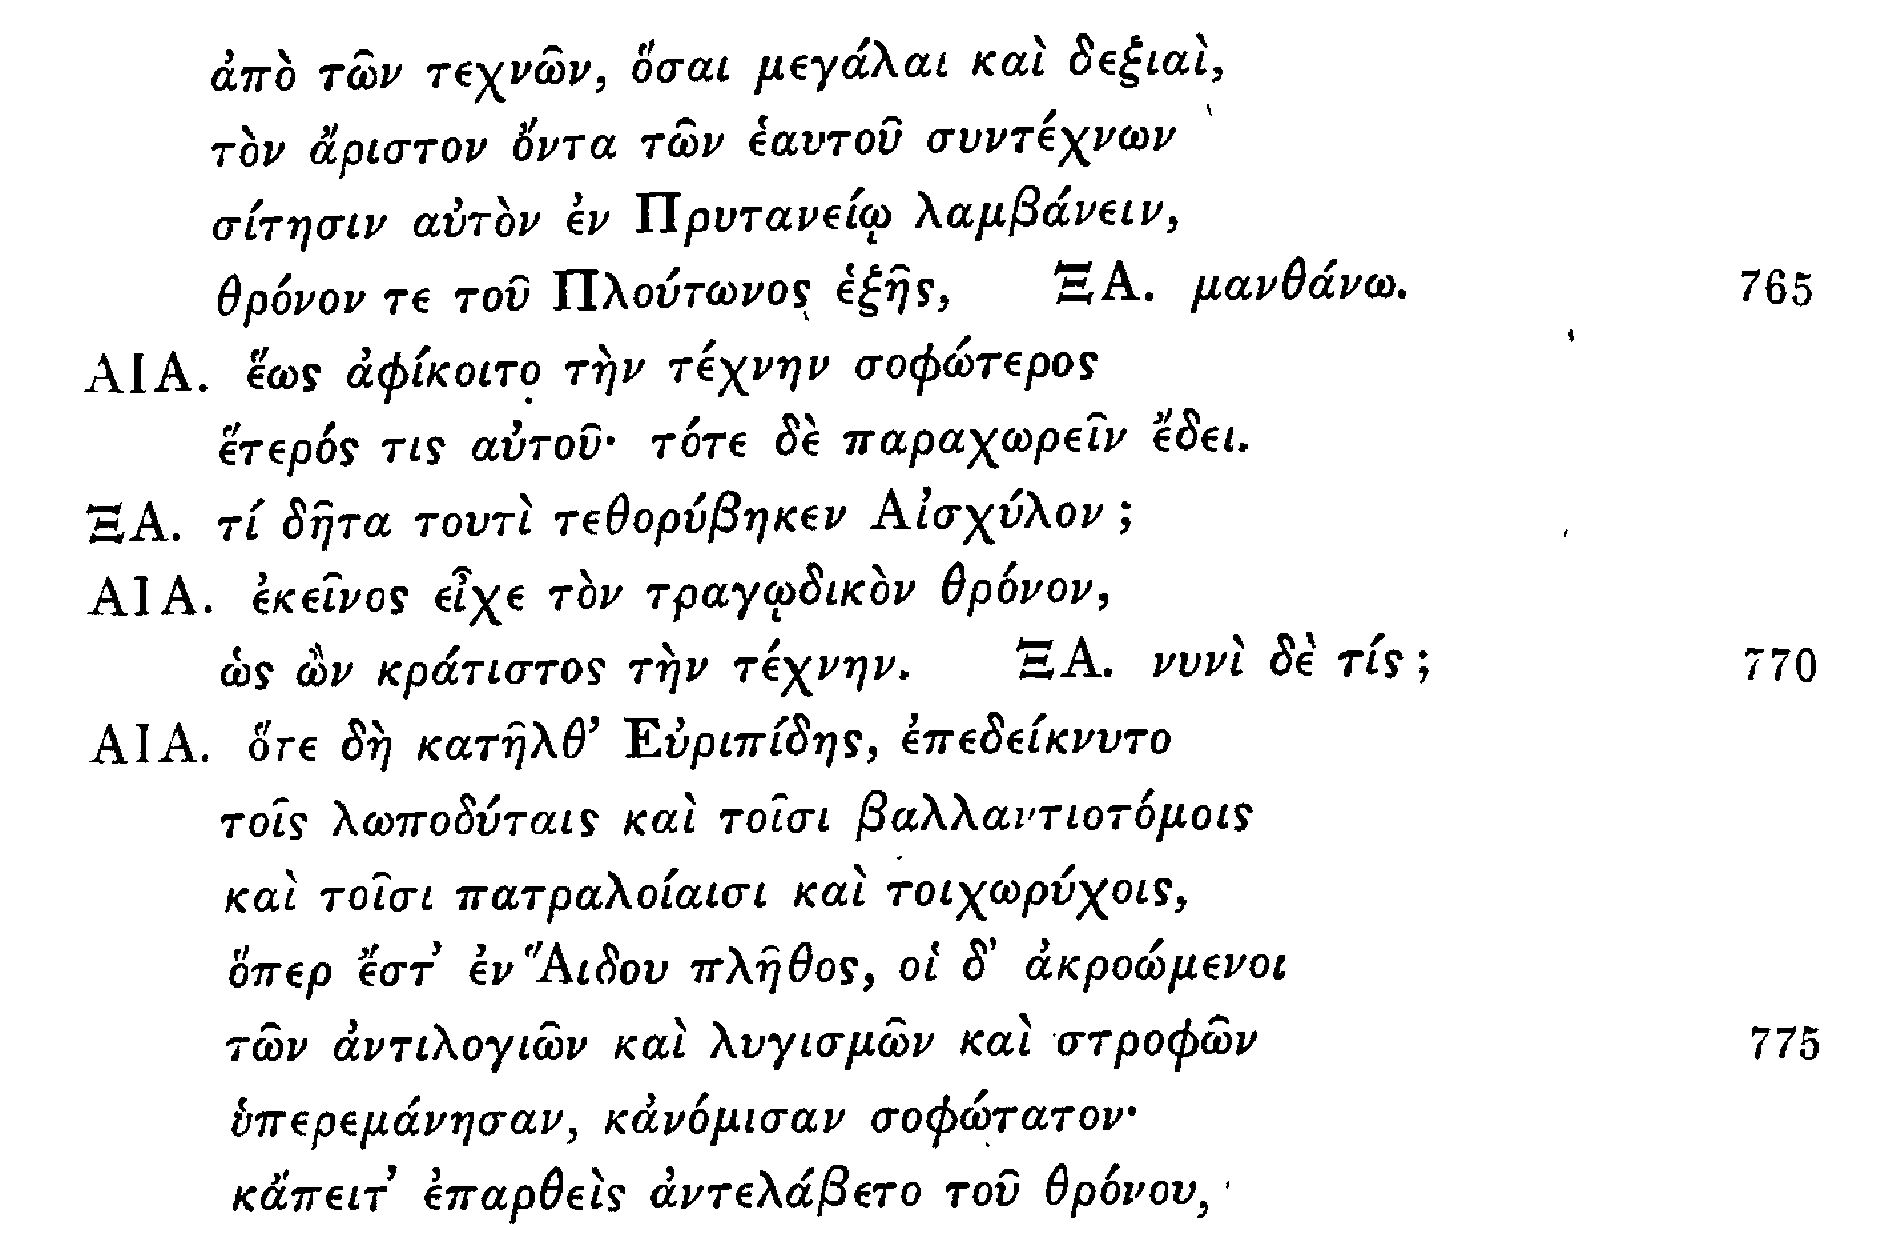 ἀπὸ τῶν τεχνῶν, ὅσαι μεγάλαι καὶ δεξιαὶ,
τὸν ἄριστον ὄντα τῶν ἑαυτοῦ συντέχνων
σίτησιν αὐτὸν ἐν Πρυτανείῳ λαμβάνειν,
θρόνον τε τοῦ Πλούτωνος ἑξῆς, ΞΑ. μανθάνω. 765
ΑΙΑ. ἕως ἀφίκοιτο τὴν τέχνην σοφώτερος
ἕτερός τις αὐτοῦ· τότε δὲ παραχωρεῖν ἔδει.
ΞΑ. τί δῆτα τουτὶ τεθορύβηκεν Αἰσχύλον;
ΑΙΑ. ἐκεῖνος εἶχε τὸν τραγῳδικὸν θρόνον,
ὡς ὢν κράτιστος τὴν τέχνην. ΞΑ. νυνὶ δὲ τίς; 770
ΑΙΑ. ὅτε δὴ κατῆλθ’ Εὐριπίδης, ἐπεδείκνυτο
τοῖς λωποδύταις καὶ τοῖσι βαλλαντιοτόμοις
καὶ τοῖσι πατραλοίαισι καὶ τοιχωρύχοις,
ὅπερ ἔστ’ ἐν Ἅιδου πλῆθος, οἱ δ’ ἀκροώμενοι
τῶν ἀντιλογιῶν καὶ λυγισμῶν καὶ στροφῶν 775
ὑπερεμάνησαν, κἀνόμισαν σοφώτατον·
κἄπειτ’ ἐπαρθεὶς ἀντελάβετο τοῦ θρόνου,